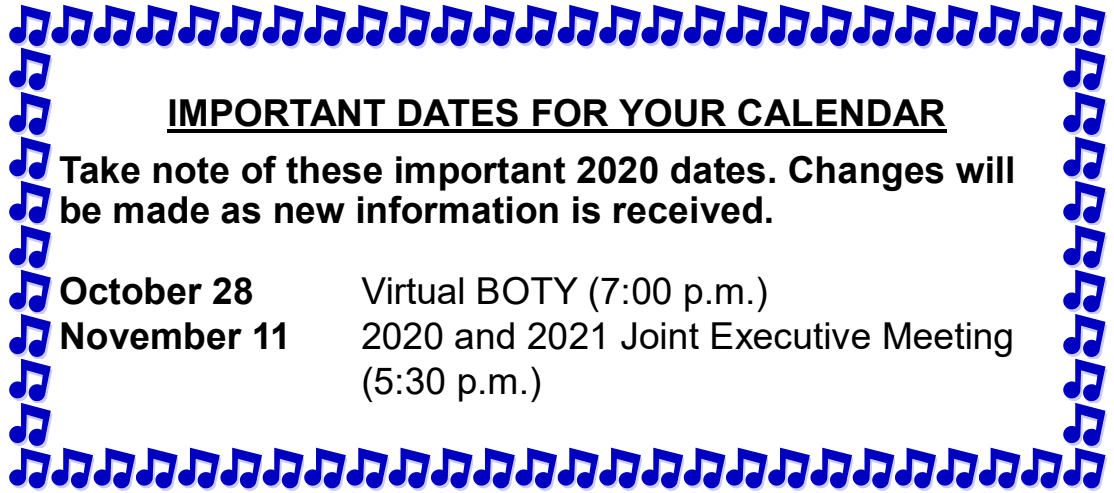 IMPORTANT DATES FOR YOUR CALENDAR
Take note of these important 2020 dates. Changes will
be made as new information is received.
October 28 Virtual BOTY (7:00 p.m.)
November 11 2020 and 2021 Joint Executive Meeting
(5:30 p.m.)